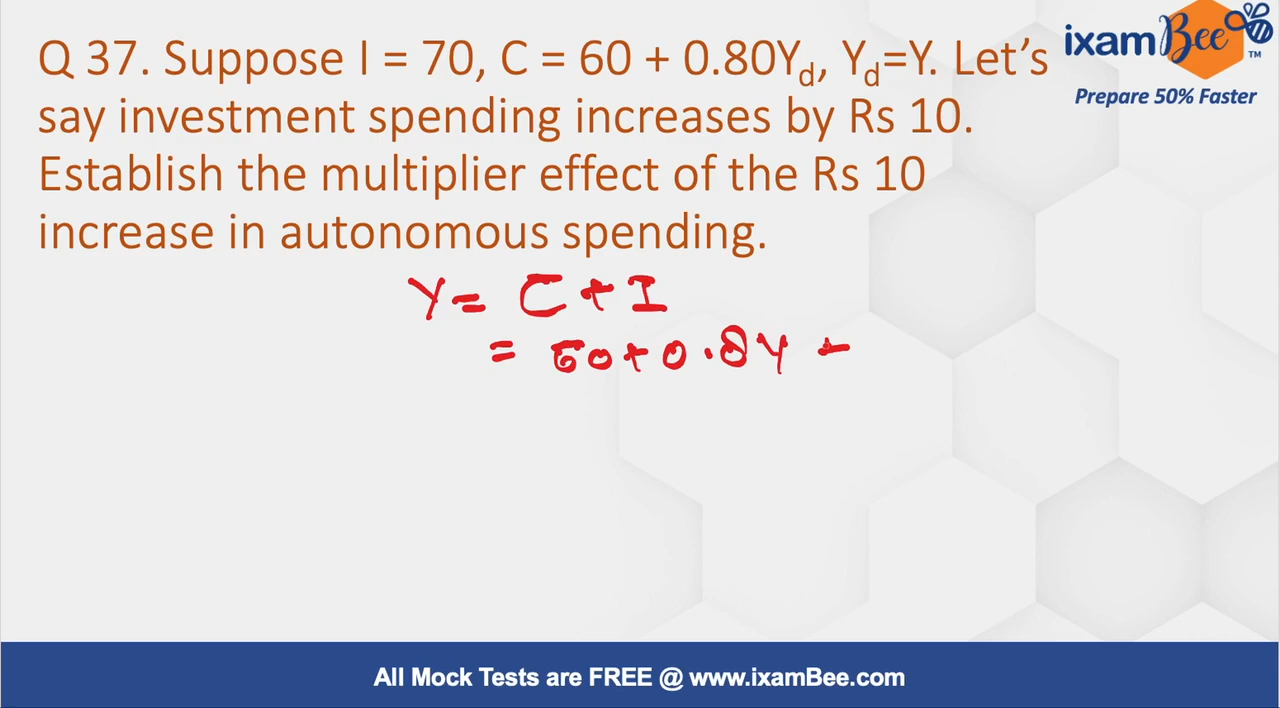 Q 37. Suppose I = 70, C = 60 + 0.80Yd, Yd=Y. Let’s
say investment spending increases by Rs 10.
Establish the multiplier effect of the Rs 10
increase in autonomous spending.
ixamBee™
Prepare 50% Faster
Y = C + I
= 60 + 0.8Y +
All Mock Tests are FREE @ www.ixamBee.com